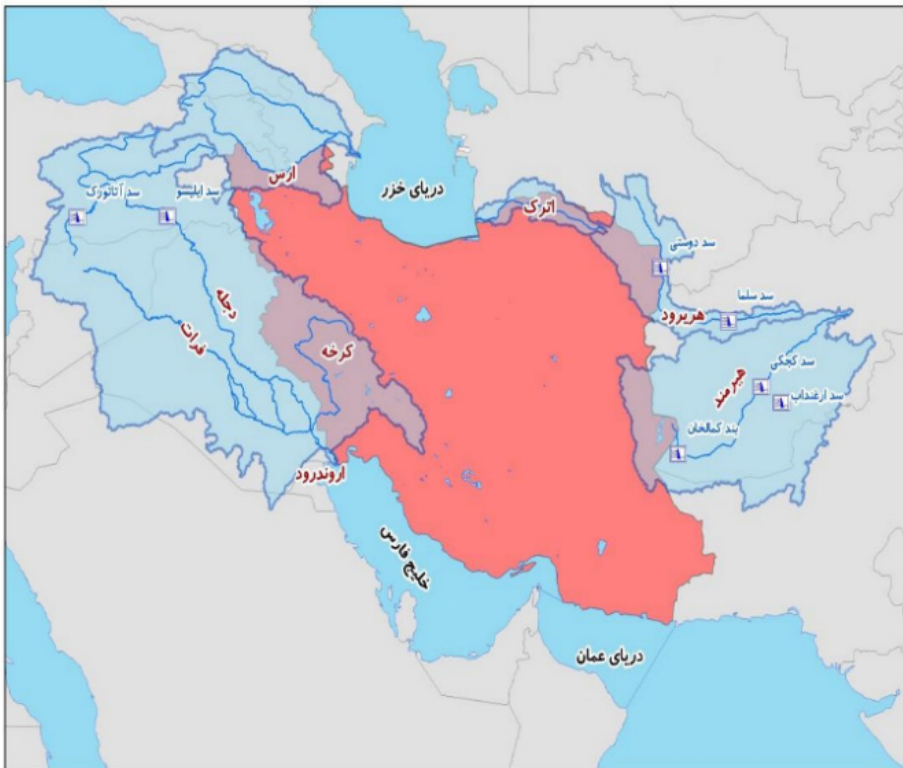 ارس
دریای خزر
سد ایلیسو
سد آتاتورک
اترک
سد دوستی
دجله
فرات
سد سلما
هریرود
کرخه
سد کجکی
هیرمند
سد ارغنداب
بند کمالخان
اروندرود
خلیج فارس
دریای عمان